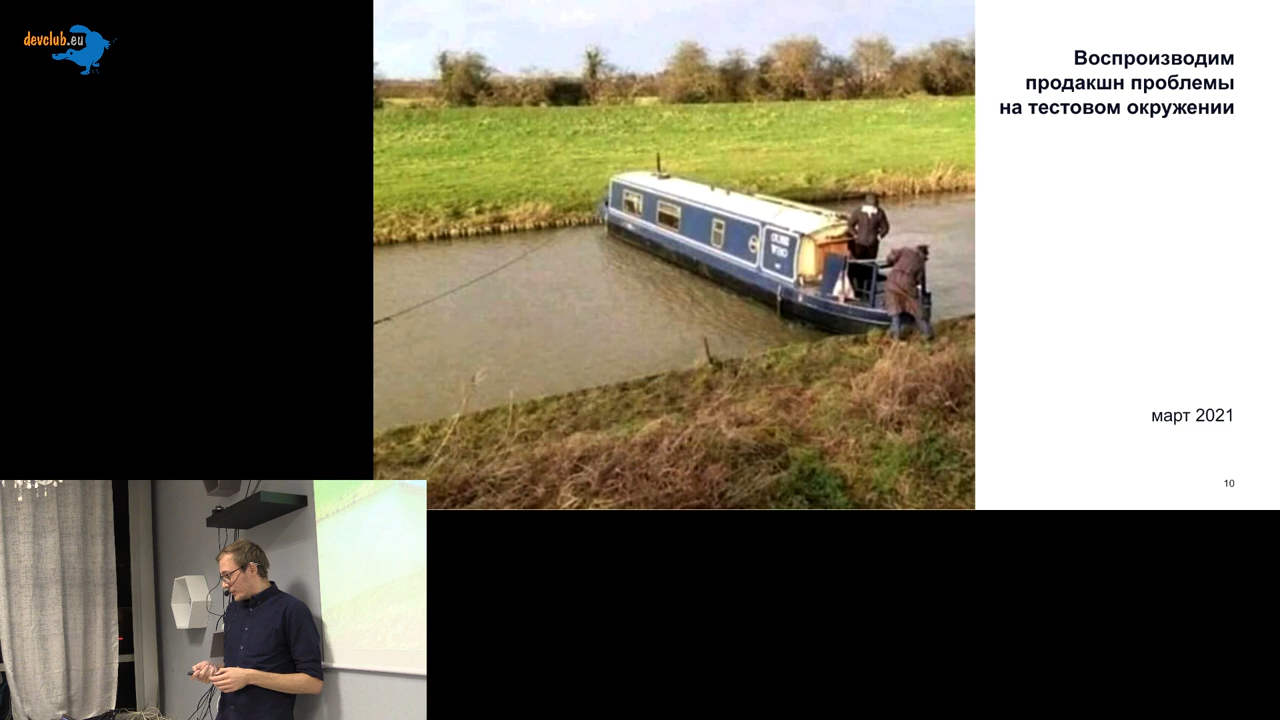 devclub.eu
Воспроизводим
продакшн проблемы
на тестовом окружении
март 2021
10